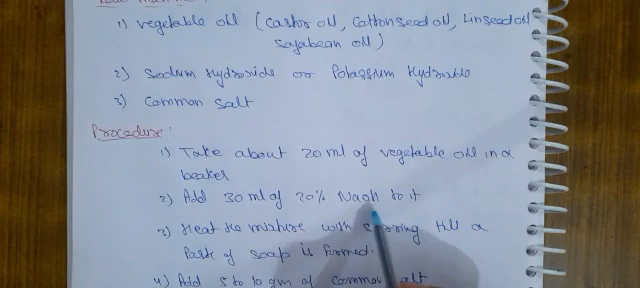 1) vegetable oil (castor oil, Cottonseed oil, Linseed oil
Soyabean oil)
2) Sodium Hydroxide or Potassium Hydroxide
3) Common Salt
Procedure:
1) Take about 20 ml of vegetable oil in a
beaker
2) Add 30 ml of 20% NaOH to it
3) Heat the mixture with stirring till a
Paste of soap is formed.
4) Add 5 to 10 gm of common salt